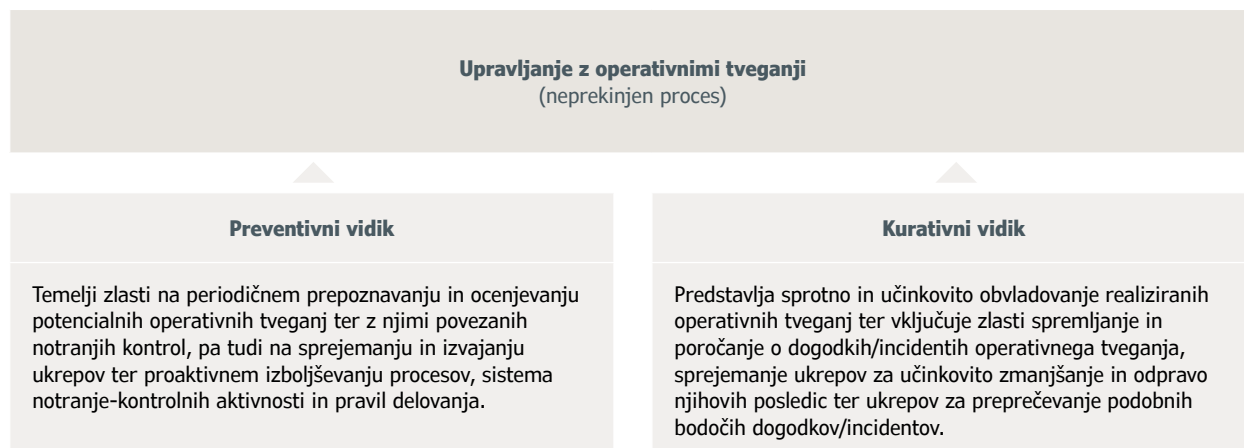 Upravljanje z operativnimi tveganji
(neprekinjen proces)
Preventivni vidik
Temelji zlasti na periodičnem prepoznavanju in ocenjevanju
potencialnih operativnih tveganj ter z njimi povezanih
notranjih kontrol, pa tudi na sprejemanju in izvajanju
ukrepov ter proaktivnem izboljševanju procesov, sistema
notranje-kontrolnih aktivnosti in pravil delovanja.
Kurativni vidik
Predstavlja sprotno in učinkovito obvladovanje realiziranih
operativnih tveganj ter vključuje zlasti spremljanje in
poročanje o dogodkih/incidentih operativnega tveganja,
sprejemanje ukrepov za učinkovito zmanjšanje in odpravo
njihovih posledic ter ukrepov za preprečevanje podobnih
bodočih dogodkov/incidentov.